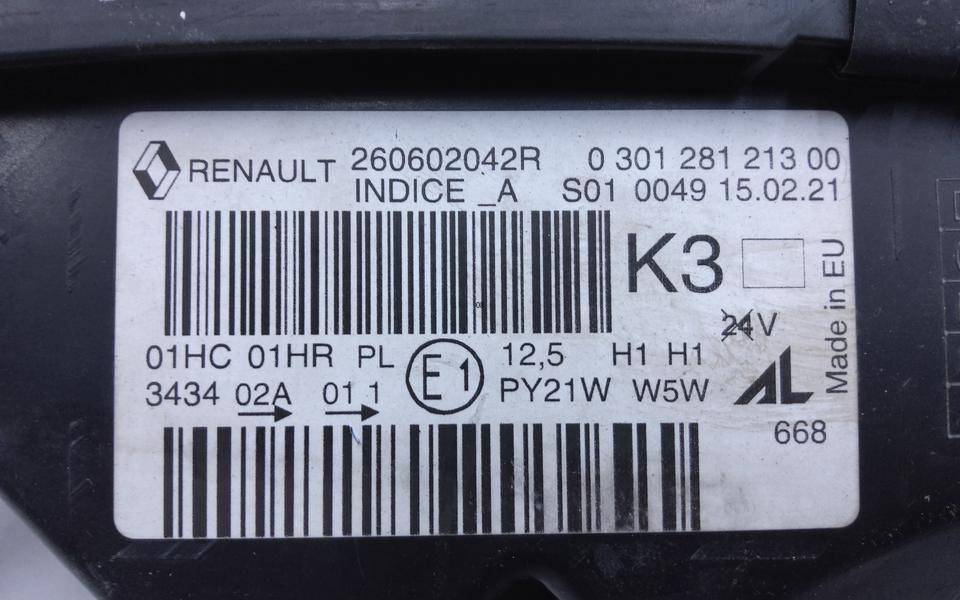 RENAULT 260602042R 0 301 281 213 00
INDICE _A S01 0049 15.02.21
K3
24V
Made in EU
01HC 01HR PL E1 12,5 H1 H1
3434 02A 01 1 PY21W W5W
AL
668